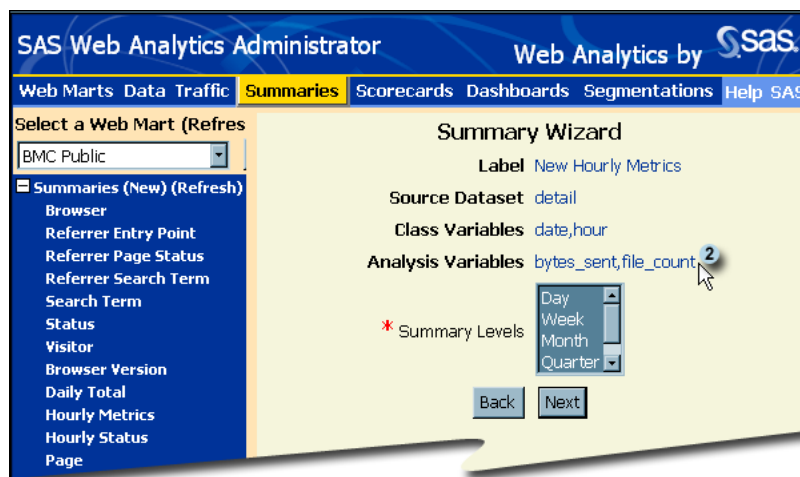 SAS Web Analytics Administrator
Web Analytics by sas.
Web Marts Data Traffic Summaries Scorecards Dashboards Segmentations Help SAS
Select a Web Mart (Refres
BMC Public
Summaries (New) (Refresh)
Browser
Referrer Entry Point
Referrer Page Status
Referrer Search Term
Search Term
Status
Visitor
Browser Version
Daily Total
Hourly Metrics
Hourly Status
Page
Summary Wizard
Label New Hourly Metrics
Source Dataset detail
Class Variables date,hour
Analysis Variables bytes_sent,file_count 2
* Summary Levels
Day
Week
Month
Quarter
Back Next